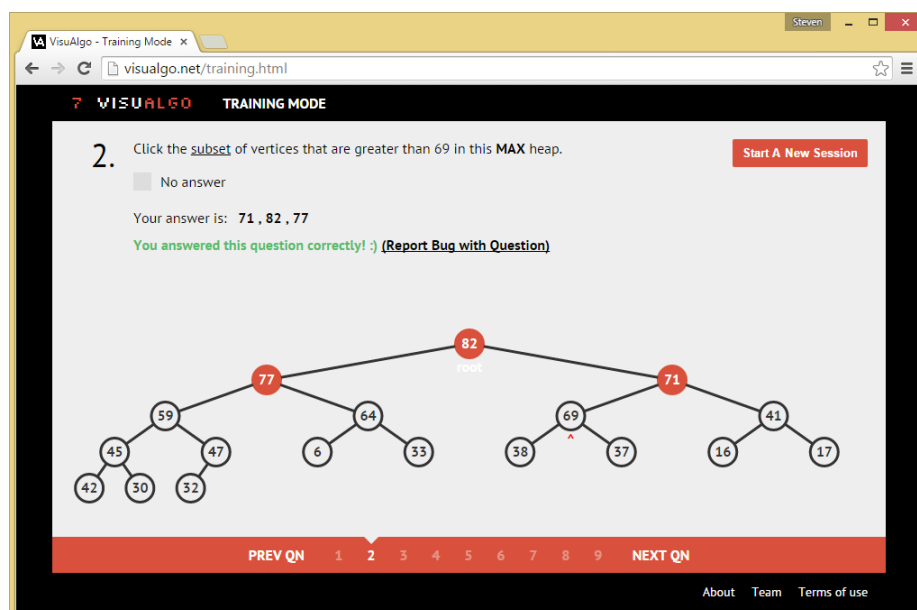 Steven
VisuAlgo - Training Mode
visualgo.net/training.html
7 VISUALGO TRAINING MODE
2. Click the subset of vertices that are greater than 69 in this MAX heap.
Start A New Session
No answer
Your answer is: 71 , 82 , 77
You answered this question correctly! :) (Report Bug with Question)
82
root
77 71
59 64 69 41
^
45 47 6 33 38 37 16 17
42 30 32
PREV QN 1 2 3 4 5 6 7 8 9 NEXT QN
About Team Terms of use